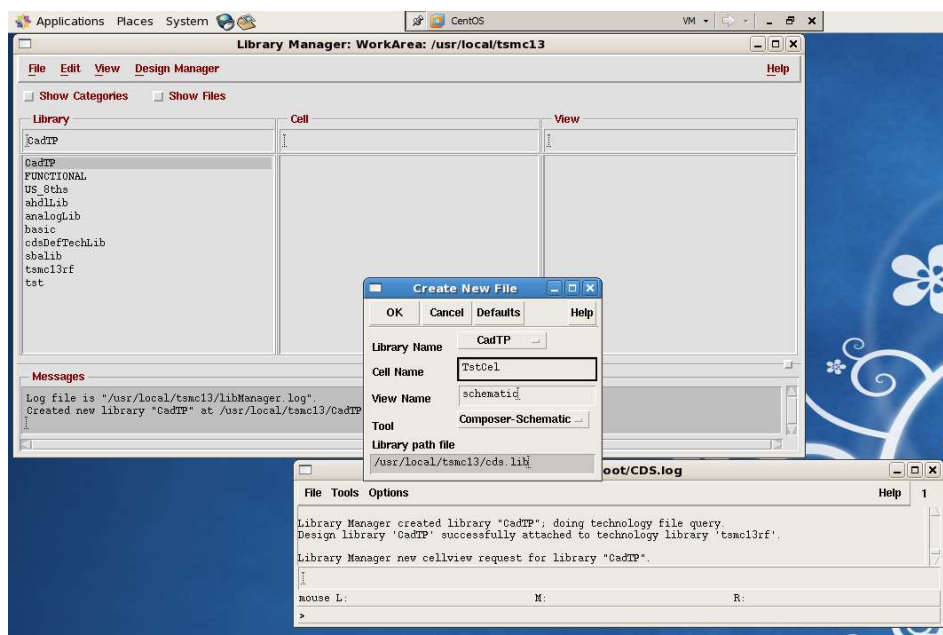 Applications Places System CentOS VM
Library Manager: WorkArea: /usr/local/tsmc13
File Edit View Design Manager Help
Show Categories Show Files
Library Cell View
CadTP
CadTP
FUNCTIONAL
US_8ths
ahdlLib
analogLib
basic
cdsDefTechLib
sbalib
tsmc13rf
tst
Create New File
OK Cancel Defaults Help
Library Name CadTP
Cell Name TstCel
View Name schematic
Tool Composer-Schematic
Library path file
/usr/local/tsmc13/cds.lib
Messages
Log file is "/usr/local/tsmc13/libManager.log".
Created new library "CadTP" at /usr/local/tsmc13/CadTP
oot/CDS.log
File Tools Options Help 1
Library Manager created library "CadTP"; doing technology file query.
Design library 'CadTP' successfully attached to technology library 'tsmc13rf'.
Library Manager new cellview request for library "CadTP".
mouse L: M: R:
>